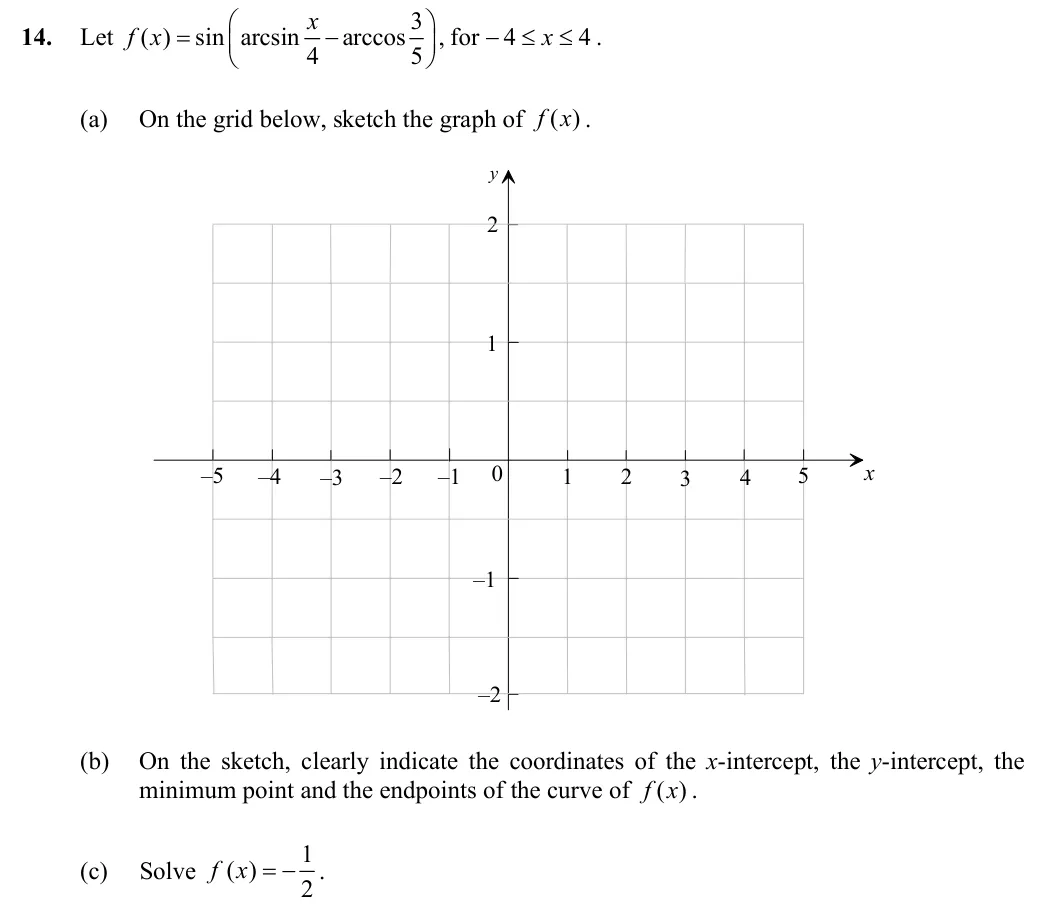 14. Let f(x) = sin(arcsin x/4 − arccos 3/5), for −4 ≤ x ≤ 4.
(a) On the grid below, sketch the graph of f(x).
y
2
1
–5 –4 –3 –2 –1 0 1 2 3 4 5 x
–1
–2
(b) On the sketch, clearly indicate the coordinates of the x-intercept, the y-intercept, the
minimum point and the endpoints of the curve of f(x).
(c) Solve f(x) = −1/2.